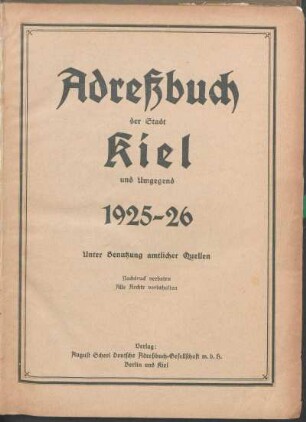 Adreßbuch
der Stadt
Kiel
und Umgegend
1925-26
Unter Benutzung amtlicher Quellen
Nachdruck verboten
Alle Rechte vorbehalten
Verlag:
August Scherl Deutsche Adreßbuch-Gesellschaft m. b. H.
Berlin und Kiel